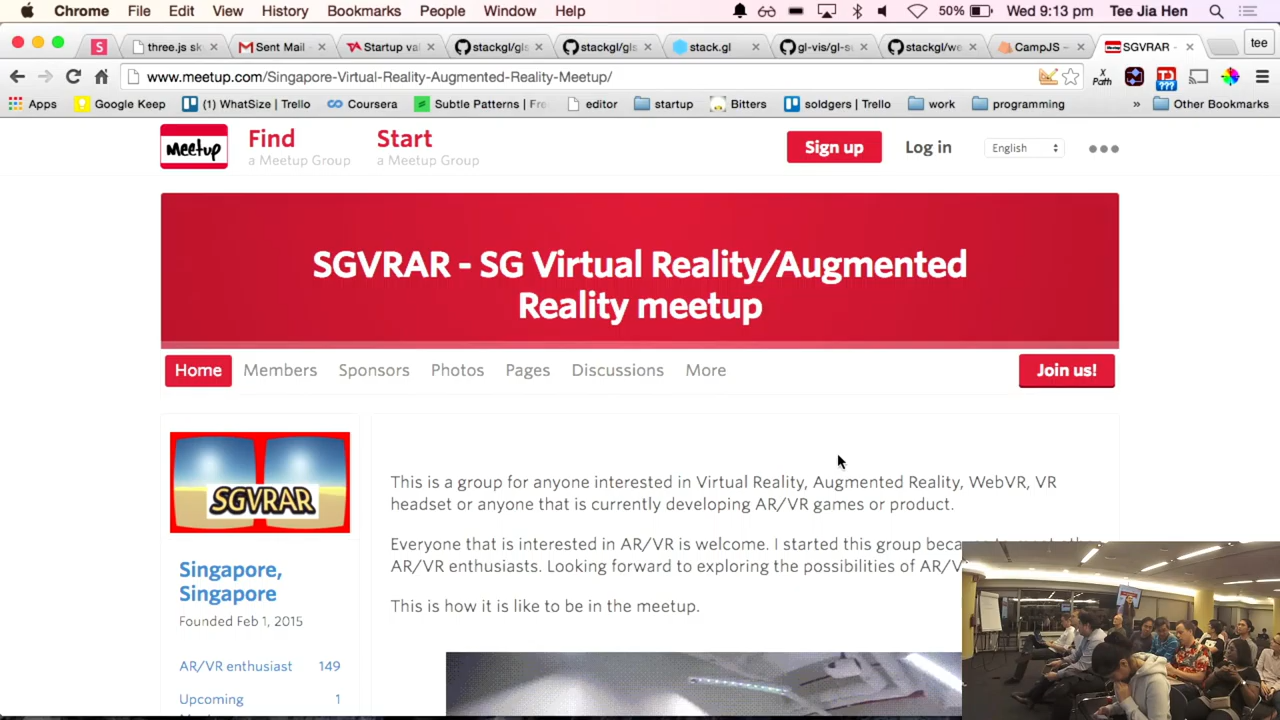 Chrome File Edit View History Bookmarks People Window Help 50% Wed 9:13 pm Tee Jia Hen
S three.js sk Sent Mail - Startup val stackgl/gls stackgl/gls stack.gl gl-vis/gl- stackgl/we CampJS – SGVRAR - tee
www.meetup.com/Singapore-Virtual-Reality-Augmented-Reality-Meetup/
Apps Google Keep (1) WhatSize | Trello Coursera Subtle Patterns | Fre editor startup Bitters soldgers | Trello work programming » Other Bookmarks
Meetup
Find
a Meetup Group
Start
a Meetup Group
Sign up
Log in
English
SGVRAR - SG Virtual Reality/Augmented
Reality meetup
Home Members Sponsors Photos Pages Discussions More
Join us!
SGVRAR
Singapore,
Singapore
Founded Feb 1, 2015
AR/VR enthusiast 149
Upcoming 1
This is a group for anyone interested in Virtual Reality, Augmented Reality, WebVR, VR
headset or anyone that is currently developing AR/VR games or product.
Everyone that is interested in AR/VR is welcome. I started this group
AR/VR enthusiasts. Looking forward to exploring the possibilities of
This is how it is like to be in the meetup.